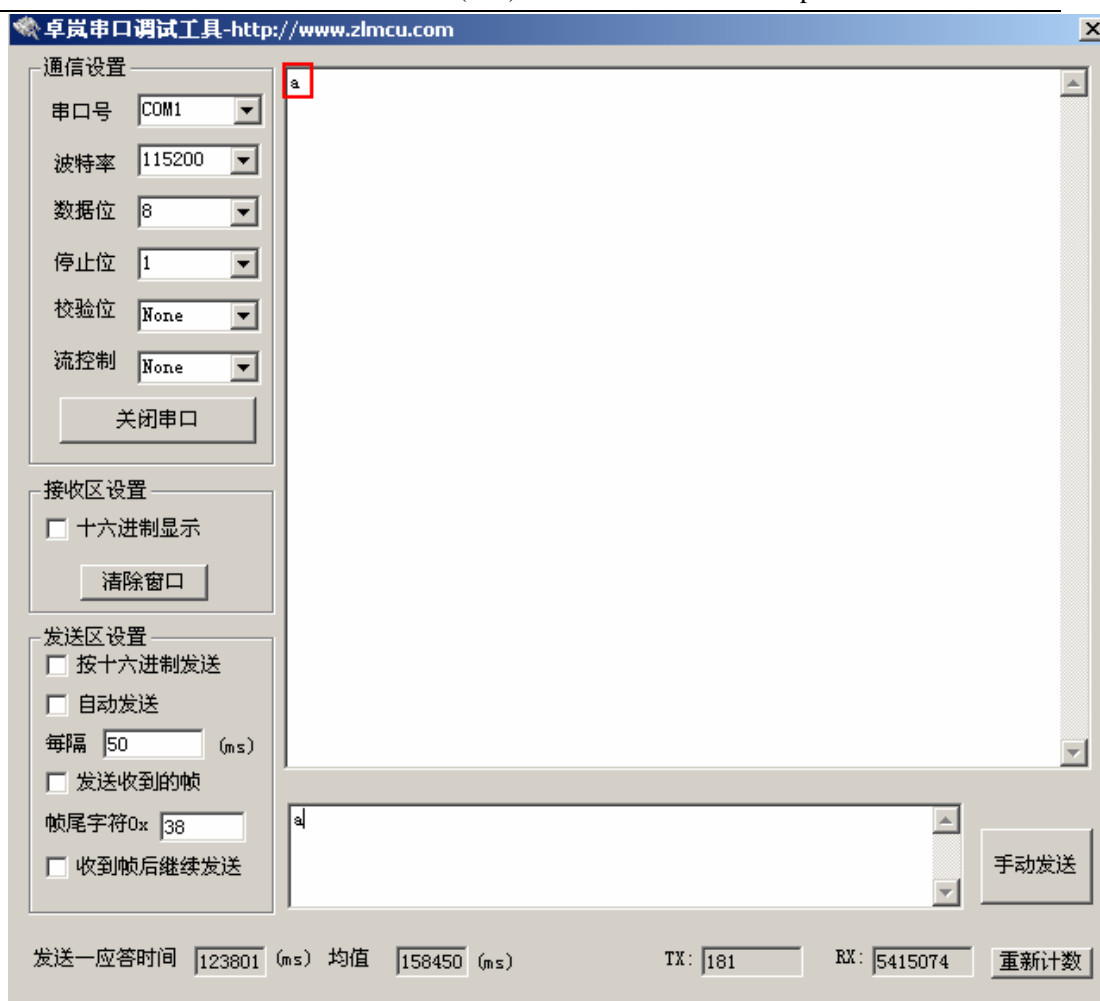 卓岚串口调试工具-http://www.zlmcu.com
通信设置
串口号 COM1
波特率 115200
数据位 8
停止位 1
校验位 None
流控制 None
关闭串口
接收区设置
十六进制显示
清除窗口
发送区设置
按十六进制发送
自动发送
每隔 50 (ms)
发送收到的帧
帧尾字符0x 38
收到帧后继续发送
a
a
手动发送
发送—应答时间 123801 (ms) 均值 158450 (ms) TX: 181 RX: 5415074 重新计数